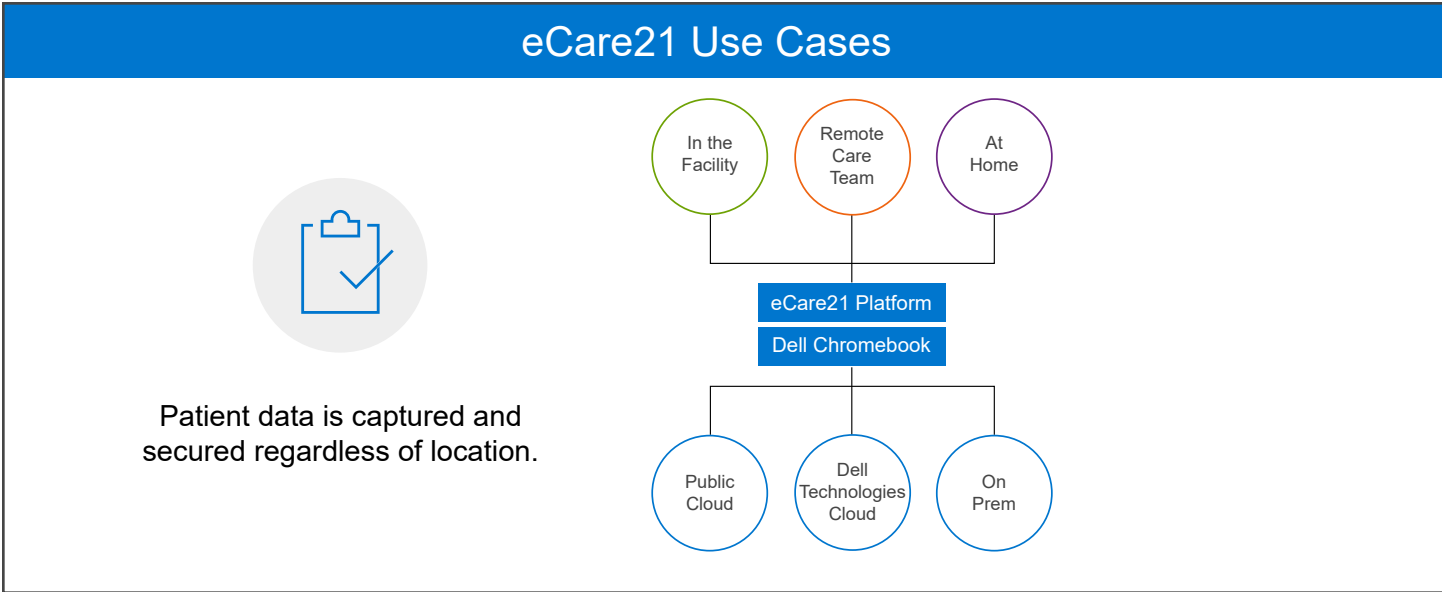 eCare21 Use Cases
In the
Facility
Remote
Care
Team
At
Home
eCare21 Platform
Dell Chromebook
Patient data is captured and
secured regardless of location.
Public
Cloud
Dell
Technologies
Cloud
On
Prem